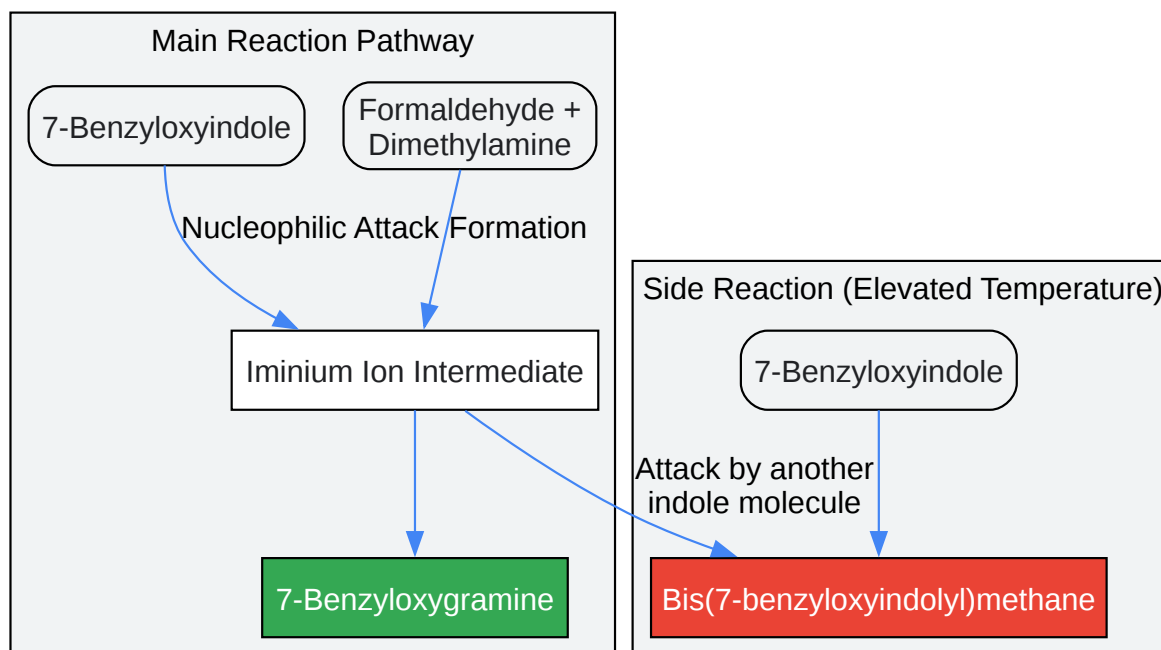 Main Reaction Pathway
7-Benzyloxyindole
Formaldehyde +
Dimethylamine
Nucleophilic Attack
Formation
Iminium Ion Intermediate
7-Benzyloxygramine
Side Reaction (Elevated Temperature)
7-Benzyloxyindole
Attack by another
indole molecule
Bis(7-benzyloxyindolyl)methane